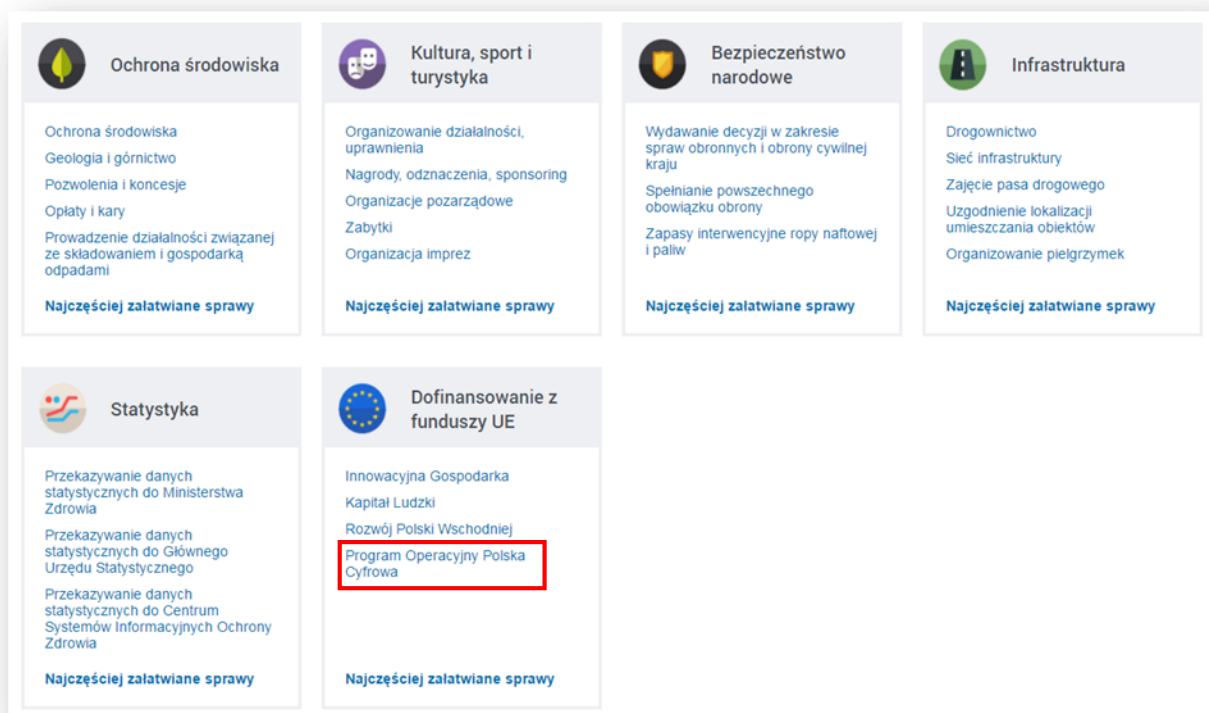 Ochrona środowiska
Ochrona środowiska
Geologia i górnictwo
Pozwolenia i koncesje
Opłaty i kary
Prowadzenie działalności związanej
ze składowaniem i gospodarką
odpadami
Najczęściej załatwiane sprawy
Kultura, sport i
turystyka
Organizowanie działalności,
uprawnienia
Nagrody, odznaczenia, sponsoring
Organizacje pozarządowe
Zabytki
Organizacja imprez
Najczęściej załatwiane sprawy
Bezpieczeństwo
narodowe
Wydawanie decyzji w zakresie
spraw obronnych i obrony cywilnej
kraju
Spełnianie powszechnego
obowiązku obrony
Zapasy interwencyjne ropy naftowej
i paliw
Najczęściej załatwiane sprawy
Infrastruktura
Drogownictwo
Sieć infrastruktury
Zajęcie pasa drogowego
Uzgodnienie lokalizacji
umieszczania obiektów
Organizowanie pielgrzymek
Najczęściej załatwiane sprawy
Statystyka
Przekazywanie danych
statystycznych do Ministerstwa
Zdrowia
Przekazywanie danych
statystycznych do Głównego
Urzędu Statystycznego
Przekazywanie danych
statystycznych do Centrum
Systemów Informacyjnych Ochrony
Zdrowia
Najczęściej załatwiane sprawy
Dofinansowanie z
funduszy UE
Innowacyjna Gospodarka
Kapitał Ludzki
Rozwój Polski Wschodniej
Program Operacyjny Polska
Cyfrowa
Najczęściej załatwiane sprawy